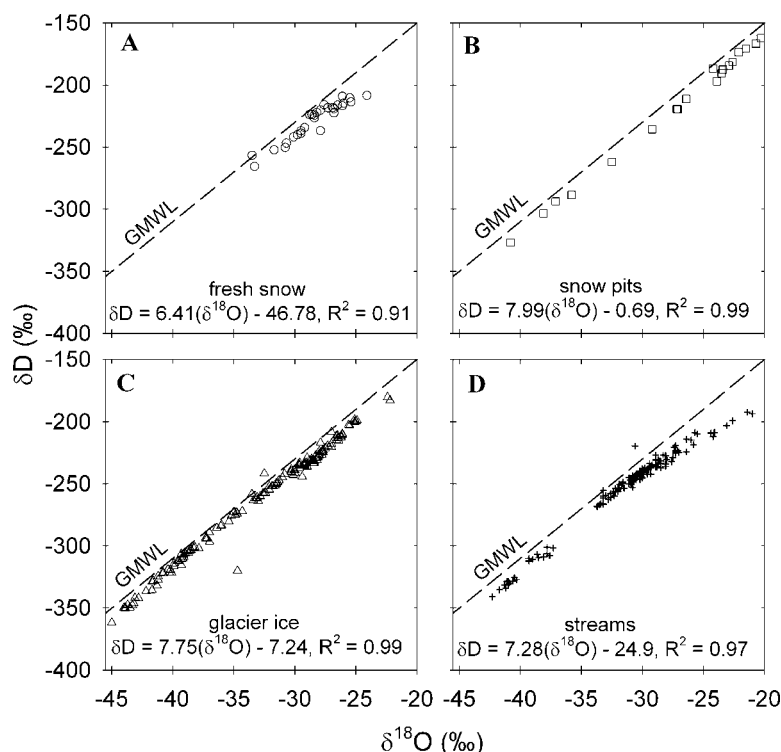 A
B
-150
-200
-250
-300
-350
-400
GMWL
GMWL
fresh snow
δD = 6.41(δ¹⁸O) - 46.78, R² = 0.91
snow pits
δD = 7.99(δ¹⁸O) - 0.69, R² = 0.99
δD (‰)
C
D
-150
-200
-250
-300
-350
-400
GMWL
GMWL
glacier ice
δD = 7.75(δ¹⁸O) - 7.24, R² = 0.99
streams
δD = 7.28(δ¹⁸O) - 24.9, R² = 0.97
-45 -40 -35 -30 -25 -20
-45 -40 -35 -30 -25 -20
δ¹⁸O (‰)